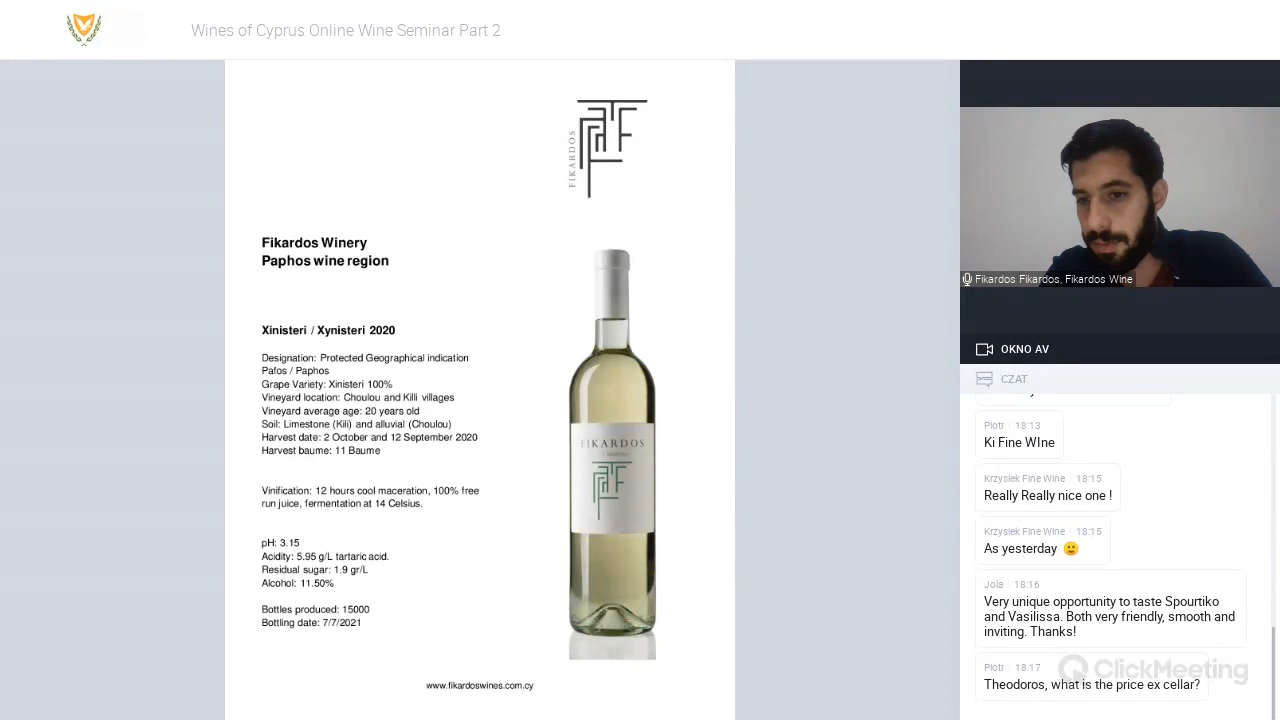 Wines of Cyprus Online Wine Seminar Part 2
FIKARDOS
Fikardos Winery
Paphos wine region
Xinisteri / Xynisteri 2020
Designation: Protected Geographical indication
Pafos / Paphos
Grape Variety: Xinisteri 100%
Vineyard location: Choulou and Killi villages
Vineyard average age: 20 years old
Soil: Limestone (Kili) and alluvial (Choulou)
Harvest date: 2 October and 12 September 2020
Harvest baume: 11 Baume
Vinification: 12 hours cool maceration, 100% free
run juice, fermentation at 14 Celsius.
pH: 3.15
Acidity: 5.95 g/L tartaric acid.
Residual sugar: 1.9 gr/L
Alcohol: 11.50%
Bottles produced: 15000
Bottling date: 7/7/2021
www.fikardoswines.com.cy
FIKARDOS
Fikardos Fikardos, Fikardos Wine
OKNO AV
CZAT
Piotr 18:13
Ki Fine WIne
Krzysiek Fine Wine 18:15
Really Really nice one !
Krzysiek Fine Wine 18:15
As yesterday
Jola 18:16
Very unique opportunity to taste Spourtiko
and Vasilissa. Both very friendly, smooth and
inviting. Thanks!
Piotr 18:17
Theodoros, what is the price ex cellar?
ClickMeeting